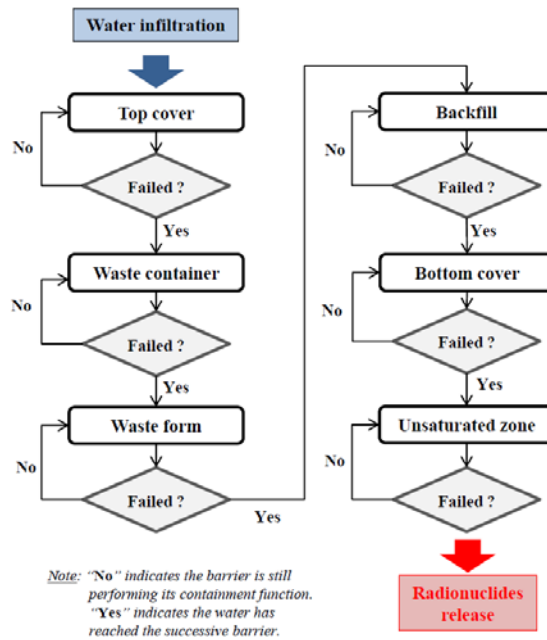 Water infiltration
Top cover
No
Failed ?
Yes
Waste container
No
Failed ?
Yes
Waste form
No
Failed ?
Yes
Backfill
No
Failed ?
Yes
Bottom cover
No
Failed ?
Yes
Unsaturated zone
No
Failed ?
Radionuclides
release
Note: "No" indicates the barrier is still
performing its containment function.
"Yes" indicates the water has
reached the successive barrier.